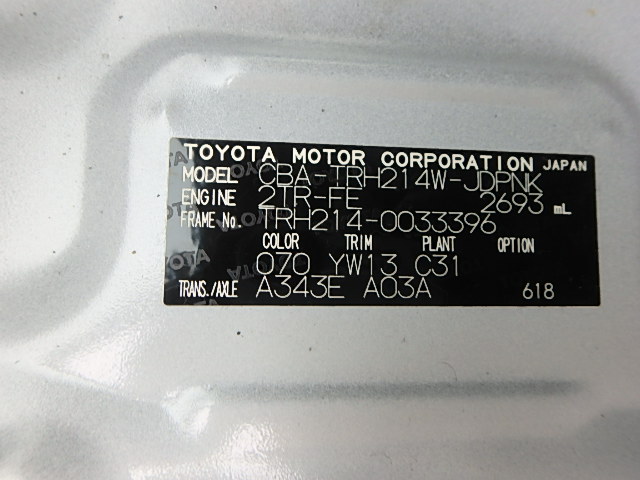 TOYOTA MOTOR CORPORATION JAPAN
MODEL CBA-TRH214W-JDPNK
ENGINE 2TR-FE 2693 mL
FRAME No. TRH214-0033396
COLOR TRIM PLANT OPTION
070 YW13 C31
TRANS./AXLE A343E A03A 618